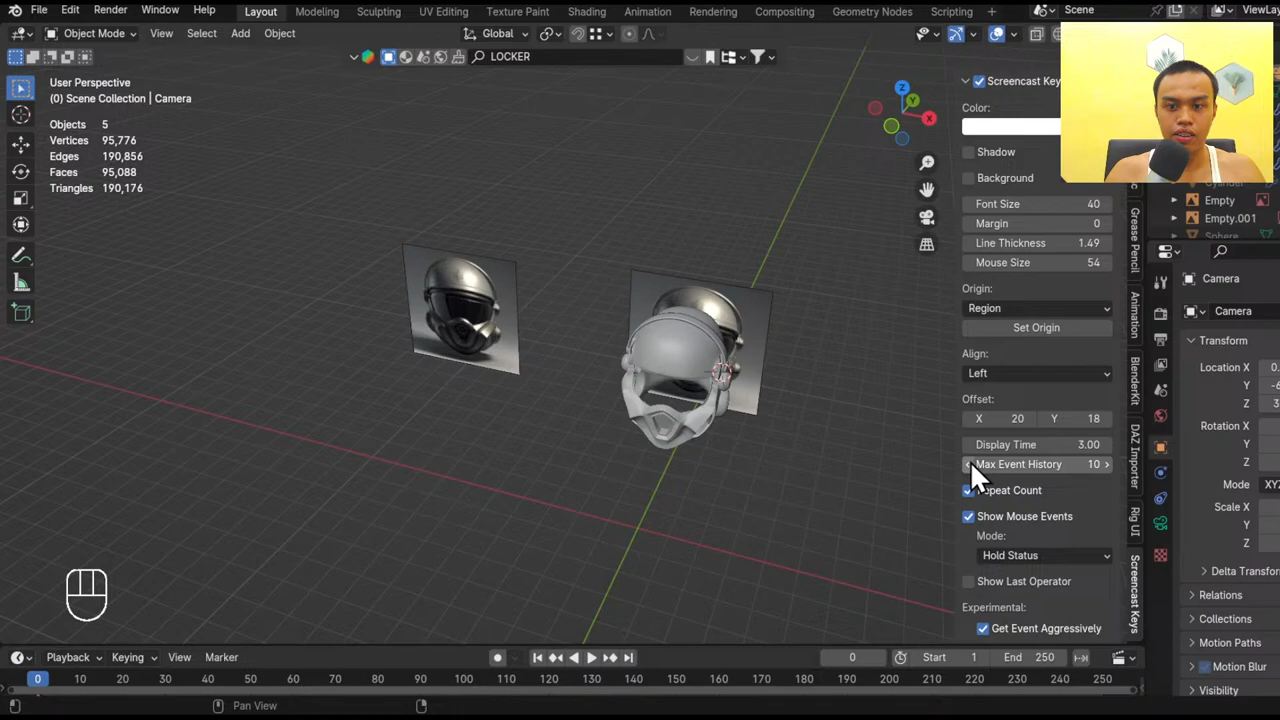 File Edit Render Window Help Layout Modeling Sculpting UV Editing Texture Paint Shading Animation Rendering Compositing Geometry Nodes Scripting Scene ViewLay
Object Mode View Select Add Object Global
LOCKER
User Perspective
(0) Scene Collection | Camera
Objects 5
Vertices 95,776
Edges 190,856
Faces 95,088
Triangles 190,176
Z
Y
X
Screencast Key
Color:
Shadow
Background
Font Size 40
Margin 0
Line Thickness 1.49
Mouse Size 54
Origin:
Region
Set Origin
Align:
Left
Offset:
X 20 Y 18
Display Time 3.00
Max Event History 10
Repeat Count
Show Mouse Events
Mode:
Hold Status
Show Last Operator
Experimental:
Get Event Aggressively
Grease Pencil
Animation
BlenderKit
DAZ Importer
Rig UI
Screencast Keys
Empty
Empty.001
Sphere
Camera
Camera
Transform
Location X 0.
Y -6
Z 3
Rotation X
Y
Z
Mode XYZ
Scale X
Y
Z
Delta Transfor
Relations
Collections
Motion Paths
Motion Blur
Visibility
Playback Keying View Marker 0 Start 1 End 250
0 10 20 30 40 50 60 70 80 90 100 110 120 130 140 150 160 170 180 190 200 210 220 230 240 250
Pan View